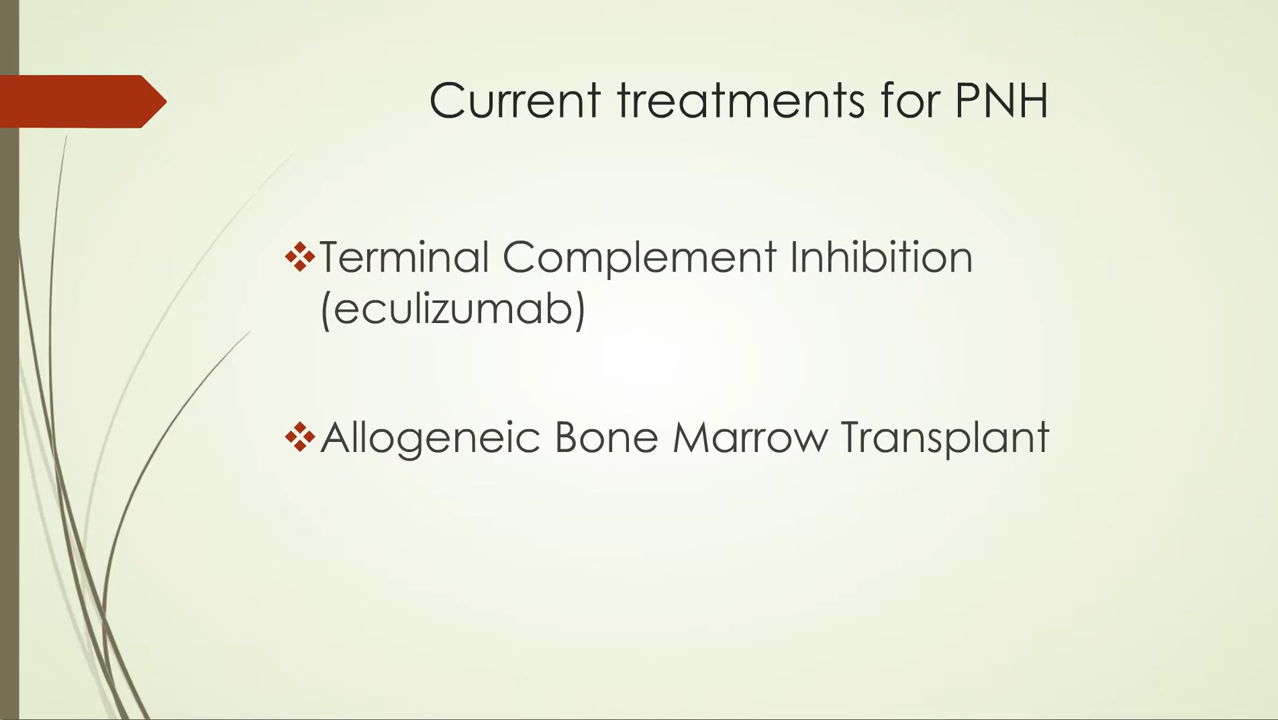 Current treatments for PNH
Terminal Complement Inhibition
(eculizumab)
Allogeneic Bone Marrow Transplant